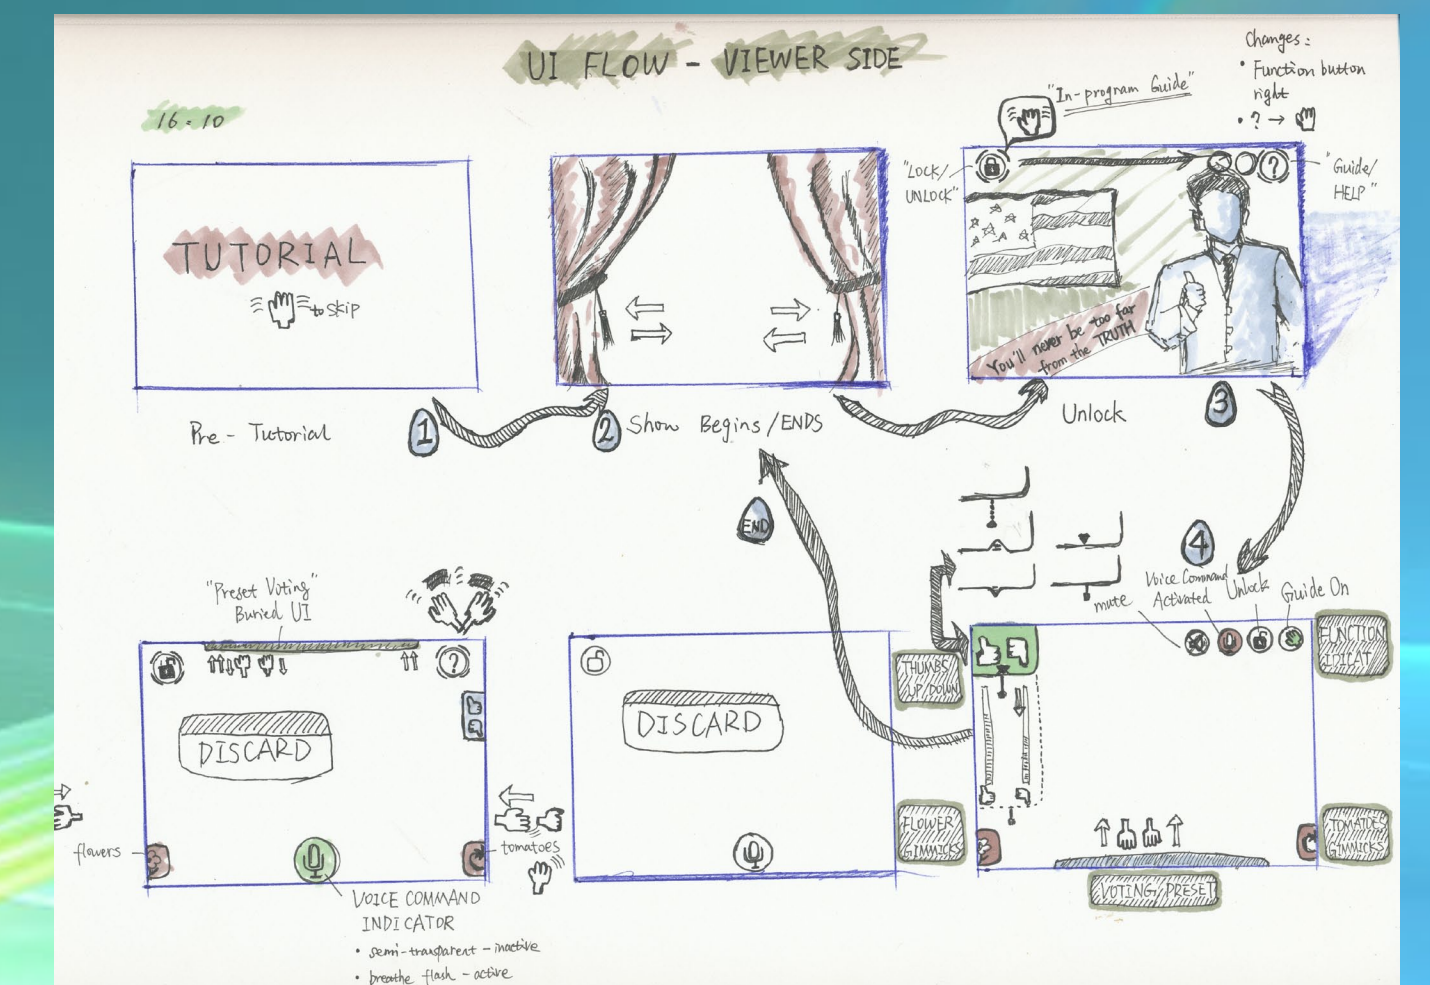 UI FLOW - VIEWER SIDE
16:10
Changes:
• Function button
right
• ? →
"In-program Guide"
"LOCK/
UNLOCK"
?
"Guide/
HELP"
TUTORIAL
to skip
You'll never be too far
from the TRUTH
Pre - Tutorial
1
2
Show Begins/ENDS
Unlock
3
END
4
"Preset Voting"
Buried UI
mute
Voice Command
Activated
Unlock
Guide On
?
DISCARD
DISCARD
THUMBS
UP/DOWN
FUNCTION
flowers
tomatoes
FLOWER
GIMMICKS
TOMATOES
GIMMICKS
VOTING/PRESET
VOICE COMMAND
INDICATOR
• semi-transparent - inactive
• breathe flash - active